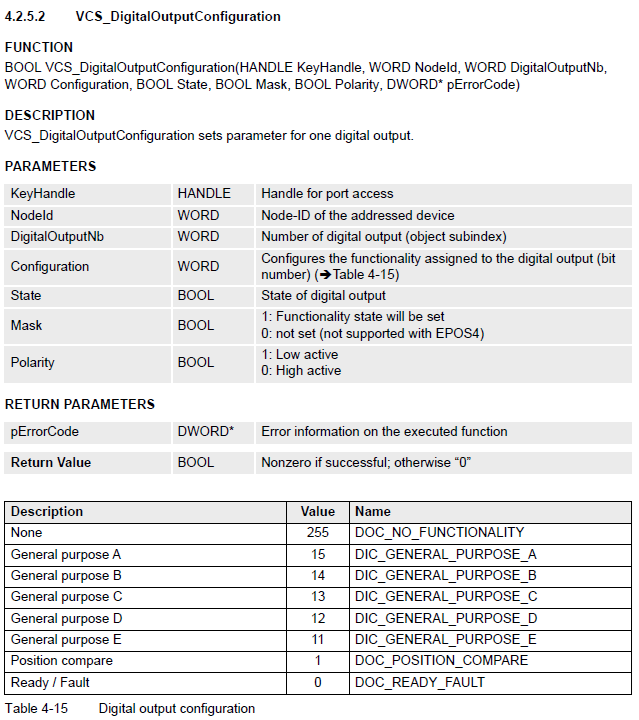 4.2.5.2 VCS_DigitalOutputConfiguration
FUNCTION
BOOL VCS_DigitalOutputConfiguration(HANDLE KeyHandle, WORD NodeId, WORD DigitalOutputNb,
WORD Configuration, BOOL State, BOOL Mask, BOOL Polarity, DWORD* pErrorCode)
DESCRIPTION
VCS_DigitalOutputConfiguration sets parameter for one digital output.
PARAMETERS
KeyHandle HANDLE Handle for port access
NodeId WORD Node-ID of the addressed device
DigitalOutputNb WORD Number of digital output (object subindex)
Configuration WORD Configures the functionality assigned to the digital output (bit
number) (➔Table 4-15)
State BOOL State of digital output
Mask BOOL 1: Functionality state will be set
0: not set (not supported with EPOS4)
Polarity BOOL 1: Low active
0: High active
RETURN PARAMETERS
pErrorCode DWORD* Error information on the executed function
Return Value BOOL Nonzero if successful; otherwise “0”
Description Value Name
None 255 DOC_NO_FUNCTIONALITY
General purpose A 15 DIC_GENERAL_PURPOSE_A
General purpose B 14 DIC_GENERAL_PURPOSE_B
General purpose C 13 DIC_GENERAL_PURPOSE_C
General purpose D 12 DIC_GENERAL_PURPOSE_D
General purpose E 11 DIC_GENERAL_PURPOSE_E
Position compare 1 DOC_POSITION_COMPARE
Ready / Fault 0 DOC_READY_FAULT
Table 4-15 Digital output configuration